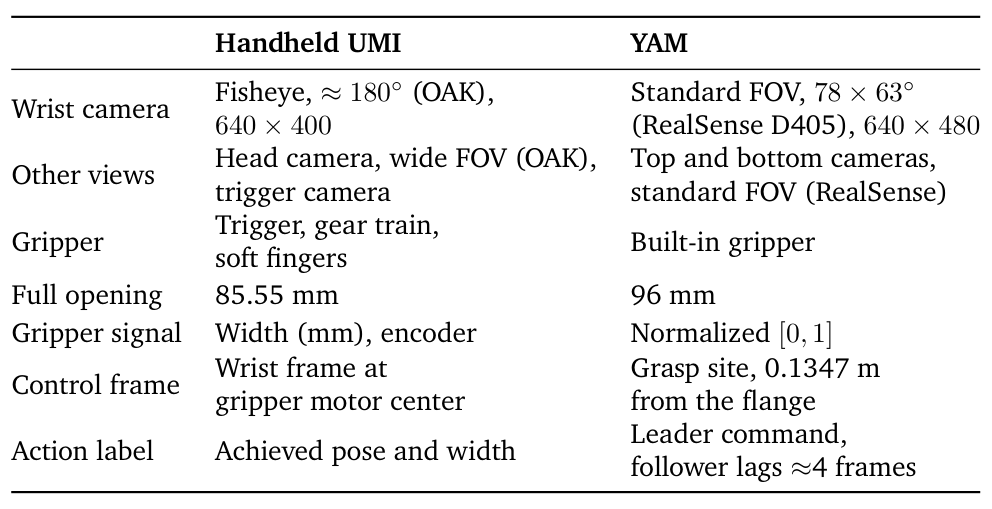 Handheld UMI YAM
Wrist camera Fisheye, ≈ 180° (OAK), Standard FOV, 78 × 63°
640 × 400 (RealSense D405), 640 × 480
Other views Head camera, wide FOV (OAK), Top and bottom cameras,
trigger camera standard FOV (RealSense)
Gripper Trigger, gear train, Built-in gripper
soft fingers
Full opening 85.55 mm 96 mm
Gripper signal Width (mm), encoder Normalized [0, 1]
Control frame Wrist frame at Grasp site, 0.1347 m
gripper motor center from the flange
Action label Achieved pose and width Leader command,
follower lags ≈4 frames